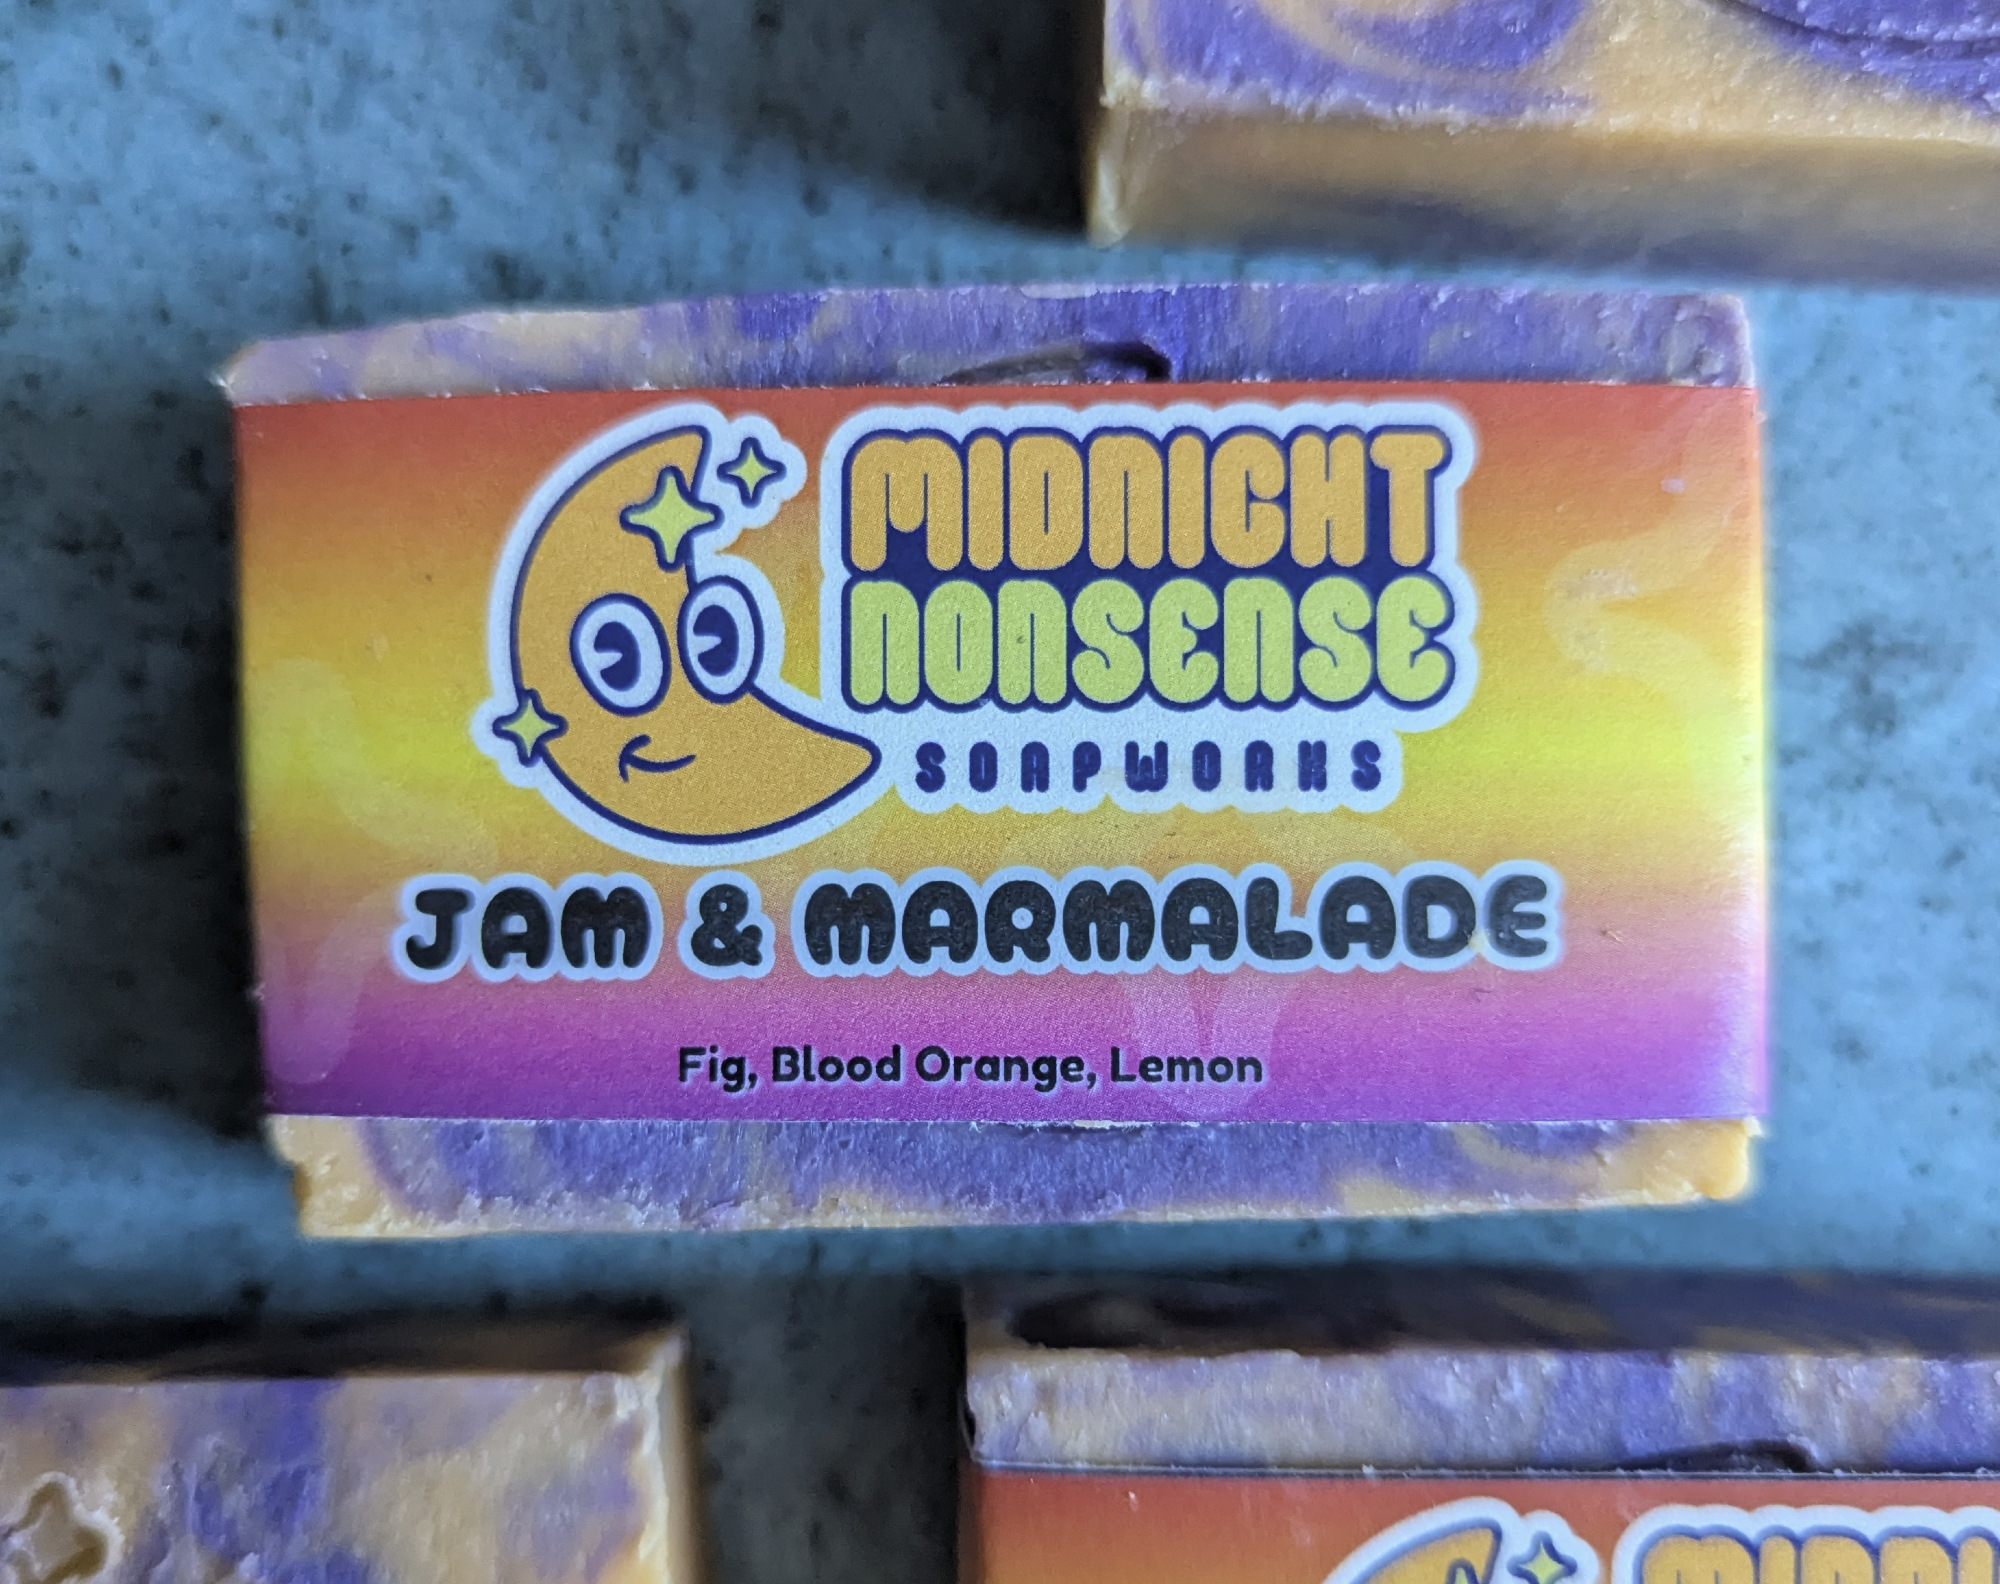 MIDNIGHT
NONSENSE
SOAPWORKS
JAM & MARMALADE
Fig, Blood Orange, Lemon